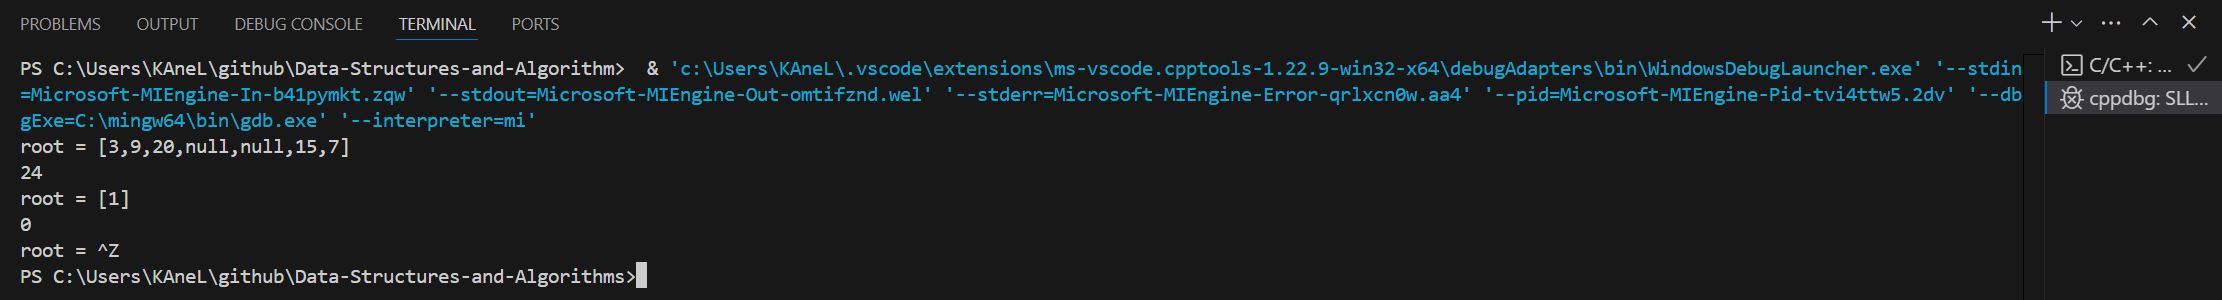 PROBLEMS OUTPUT DEBUG CONSOLE TERMINAL PORTS
PS C:\Users\KAneL\github\Data-Structures-and-Algorithm>  & 'c:\Users\KAneL\.vscode\extensions\ms-vscode.cpptools-1.22.9-win32-x64\debugAdapters\bin\WindowsDebugLauncher.exe' '--stdin
=Microsoft-MIEngine-In-b41pymkt.zqw' '--stdout=Microsoft-MIEngine-Out-omtifznd.wel' '--stderr=Microsoft-MIEngine-Error-qrlxcn0w.aa4' '--pid=Microsoft-MIEngine-Pid-tvi4ttw5.2dv' '--db
gExe=C:\mingw64\bin\gdb.exe' '--interpreter=mi'
root = [3,9,20,null,null,15,7]
24
root = [1]
0
root = ^Z
PS C:\Users\KAneL\github\Data-Structures-and-Algorithms>
C/C++: ...
cppdbg: SLL...